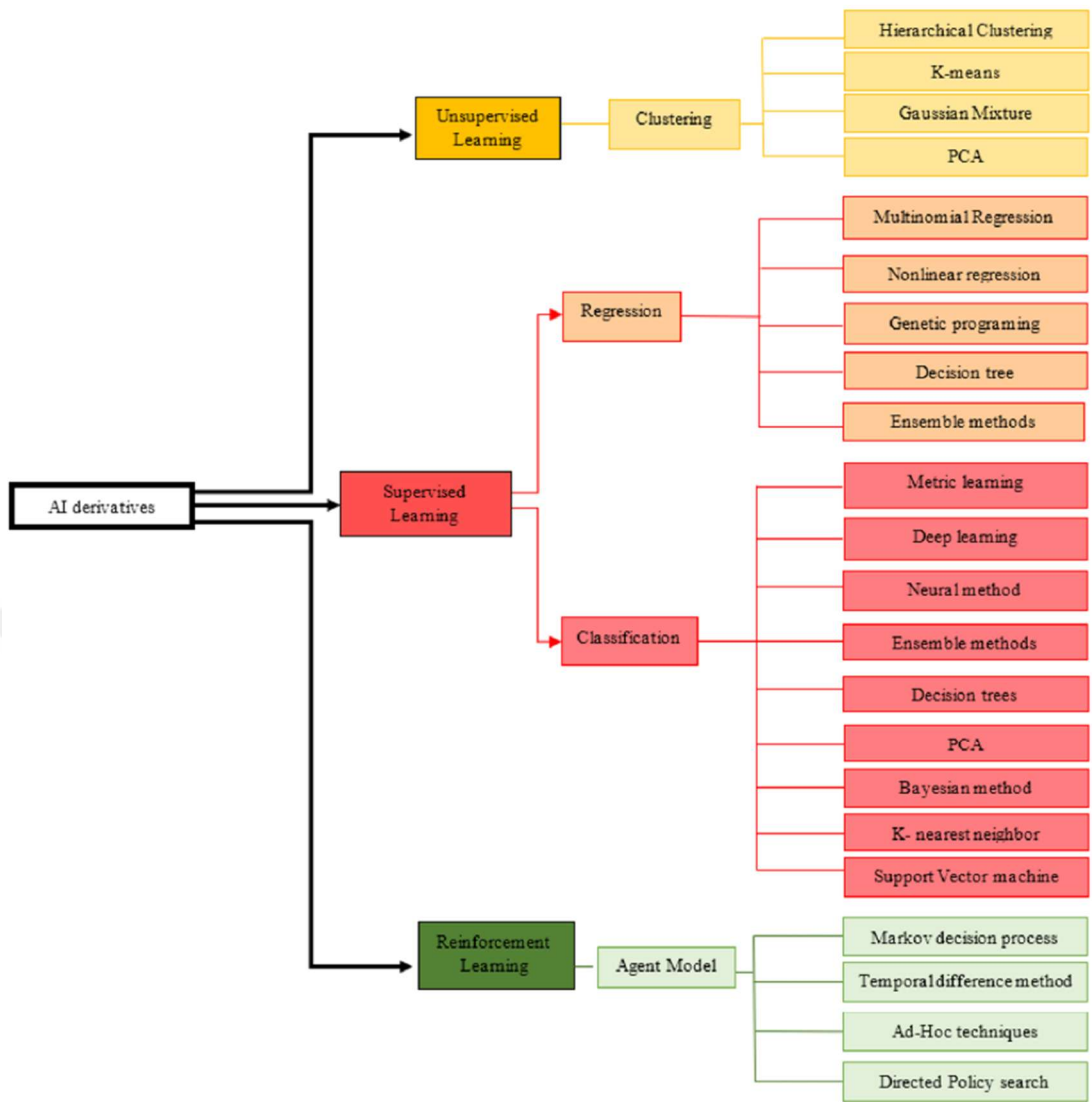 Hierarchical Clustering
K-means
Gaussian Mixture
PCA
Unsupervised
Learning
Clustering
Multinomial Regression
Nonlinear regression
Genetic programing
Decision tree
Ensemble methods
Regression
AI derivatives
Supervised
Learning
Metric learning
Deep learning
Neural method
Ensemble methods
Decision trees
PCA
Bayesian method
K- nearest neighbor
Support Vector machine
Classification
Reinforcement
Learning
Agent Model
Markov decision process
Temporal difference method
Ad-Hoc techniques
Directed Policy search